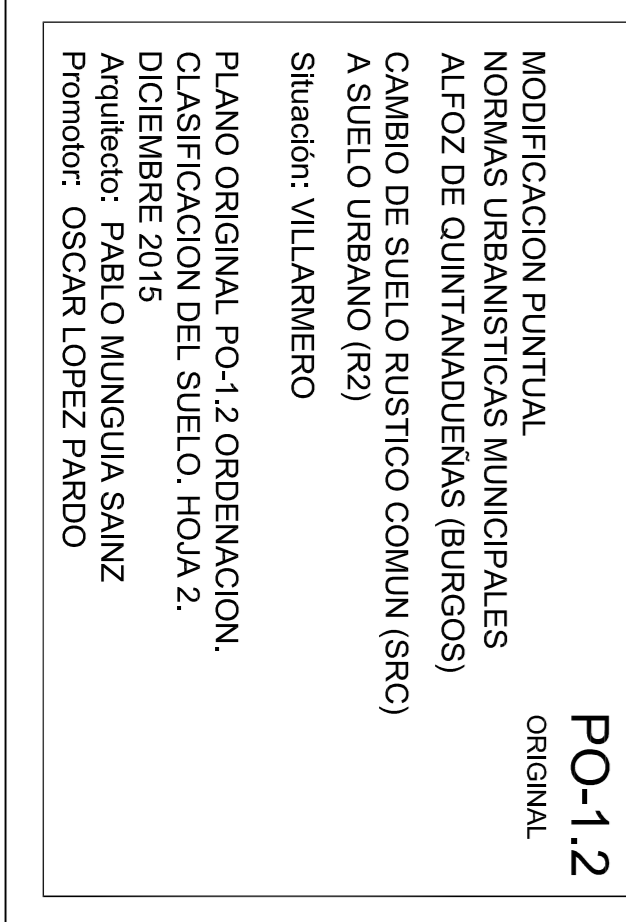 PO-1.2
ORIGINAL
MODIFICACION PUNTUAL
NORMAS URBANISTICAS MUNICIPALES
ALFOZ DE QUINTANADUEÑAS (BURGOS)
CAMBIO DE SUELO RUSTICO COMUN (SRC)
A SUELO URBANO (R2)
Situación: VILLARMERO
PLANO ORIGINAL PO-1.2 ORDENACION.
CLASIFICACION DEL SUELO. HOJA 2.
DICIEMBRE 2015
Arquitecto: PABLO MUNGUIA SAINZ
Promotor: OSCAR LOPEZ PARDO